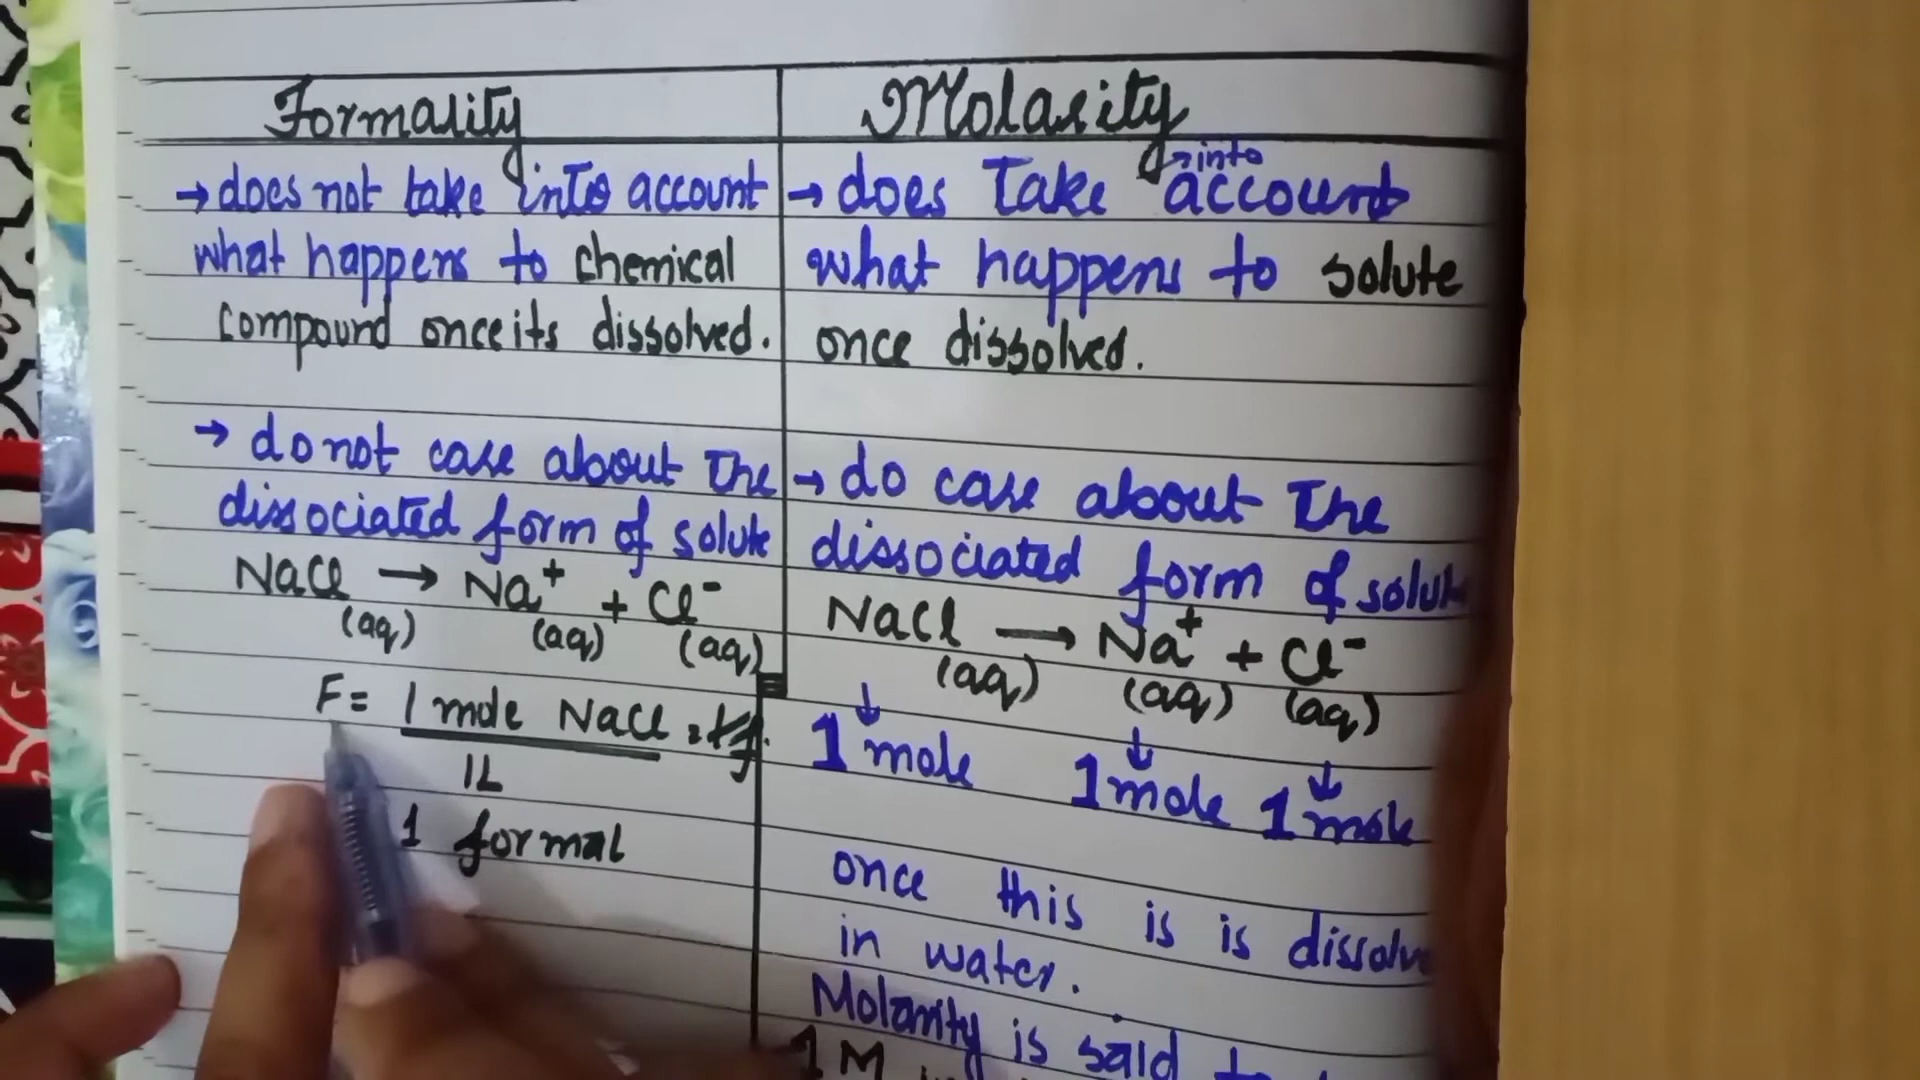 Formality
→ does not take into account
what happens to chemical
compound once its dissolved.
→ do not care about the
dissociated form of solute
NaCl (aq) → Na⁺ (aq) + Cl⁻ (aq)
F = 1 mole NaCl
1L
1 formal
Molarity
→ does Take into account
what happens to solute
once dissolved.
→ do care about The
dissociated form of
NaCl (aq) → Na⁺ (aq) + Cl⁻ (aq)
↓ ↓ ↓
1 mole 1 mole 1 mole
once this is is
in water.
Molarity is said
1 M